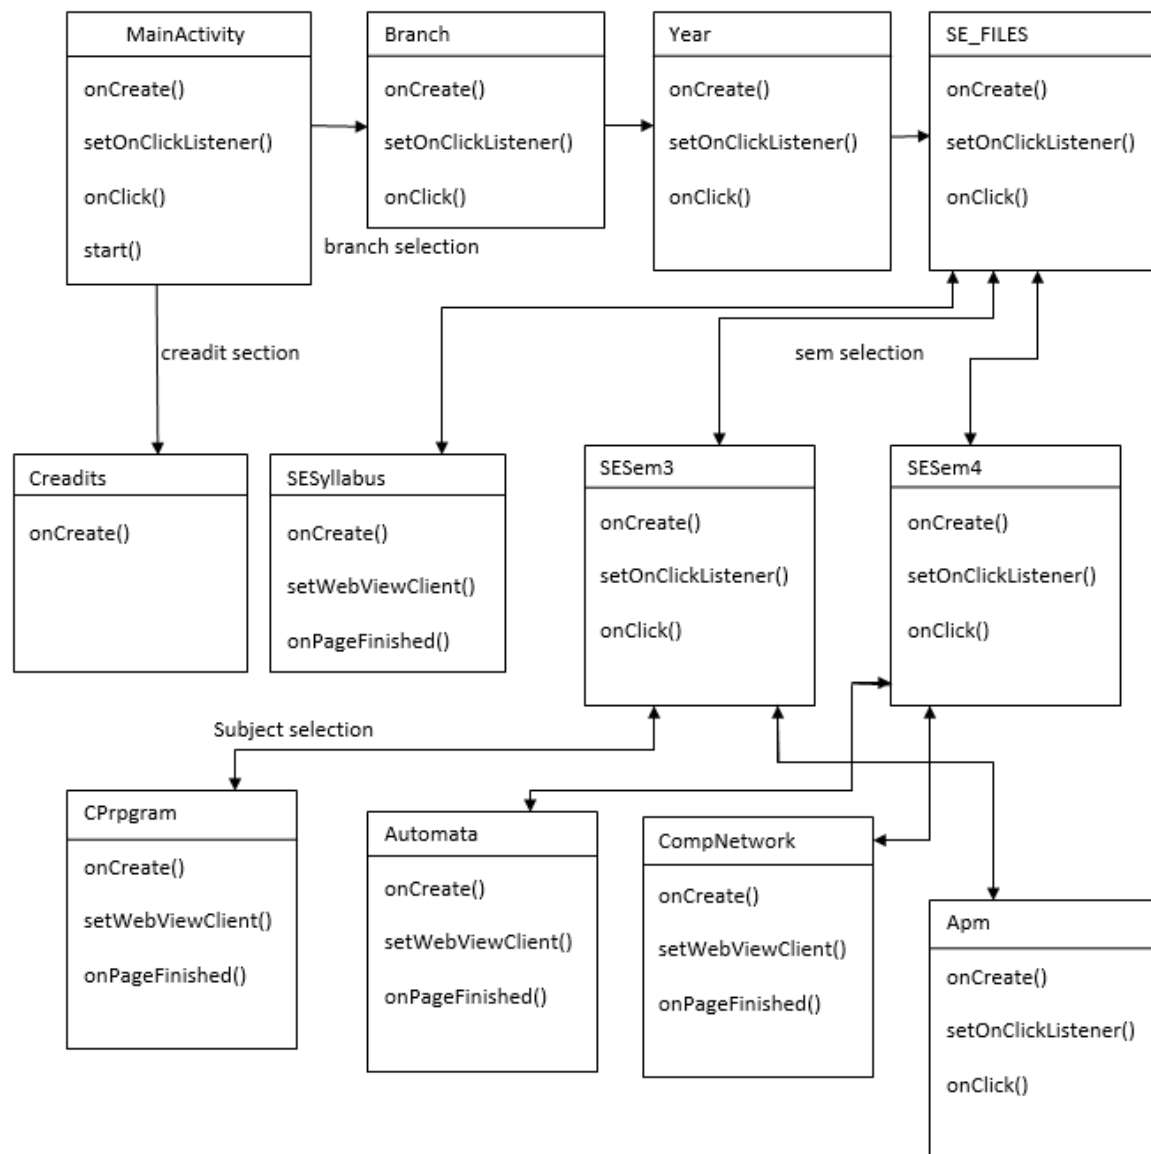 MainActivity
onCreate()
setOnClickListener()
onClick()
start()
Branch
onCreate()
setOnClickListener()
onClick()
Year
onCreate()
setOnClickListener()
onClick()
SE_FILES
onCreate()
setOnClickListener()
onClick()
branch selection
creadit section
sem selection
Creadits
onCreate()
SESyllabus
onCreate()
setWebViewClient()
onPageFinished()
SESem3
onCreate()
setOnClickListener()
onClick()
SESem4
onCreate()
setOnClickListener()
onClick()
Subject selection
CPrpgram
onCreate()
setWebViewClient()
onPageFinished()
Automata
onCreate()
setWebViewClient()
onPageFinished()
CompNetwork
onCreate()
setWebViewClient()
onPageFinished()
Apm
onCreate()
setOnClickListener()
onClick()